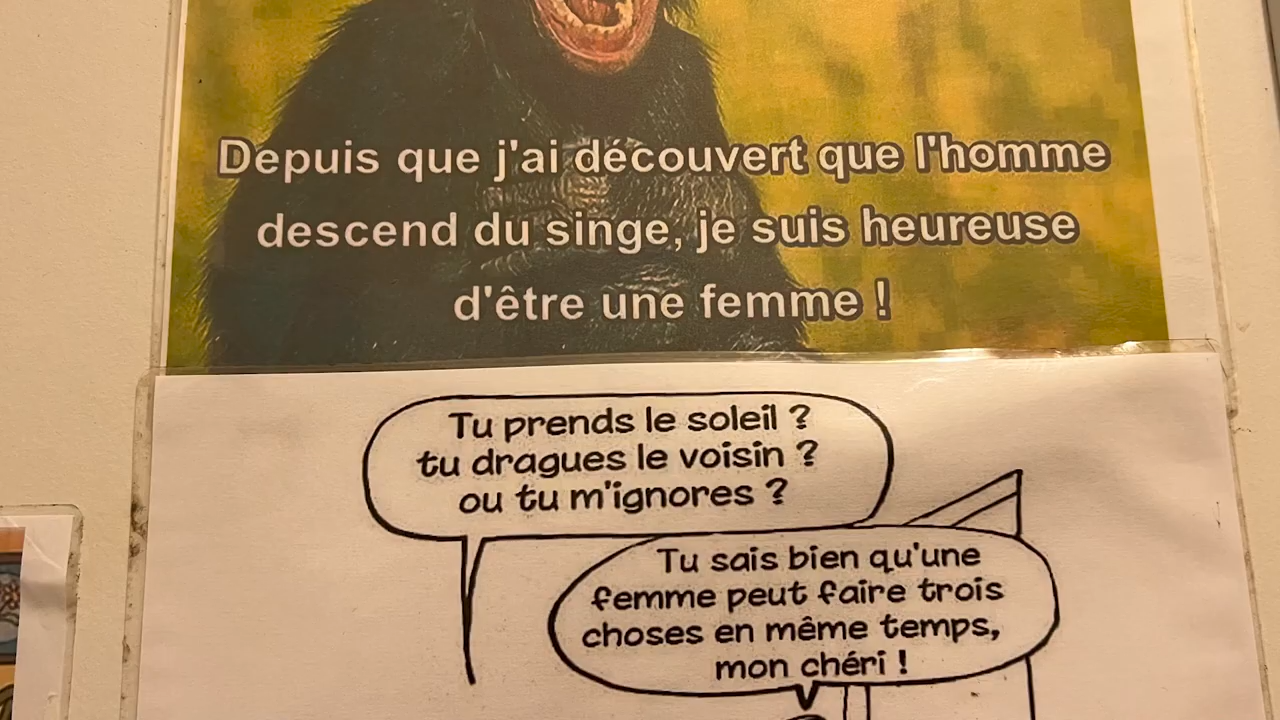 Depuis que j'ai découvert que l'homme
descend du singe, je suis heureuse
d'être une femme !
Tu prends le soleil ?
tu dragues le voisin ?
ou tu m'ignores ?
Tu sais bien qu'une
femme peut faire trois
choses en même temps,
mon chéri !